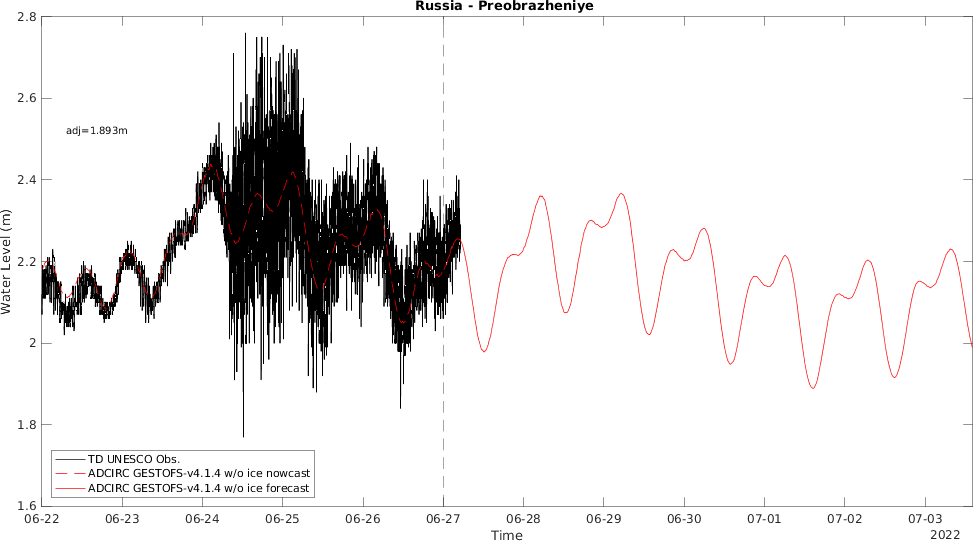 Russia - Preobrazheniye
2.8
2.6
2.4
2.2
2
1.8
1.6
Water Level (m)
adj=1.893m
TD UNESCO Obs.
ADCIRC GESTOFS-v4.1.4 w/o ice nowcast
ADCIRC GESTOFS-v4.1.4 w/o ice forecast
06-22 06-23 06-24 06-25 06-26 06-27 06-28 06-29 06-30 07-01 07-02 07-03
Time
2022